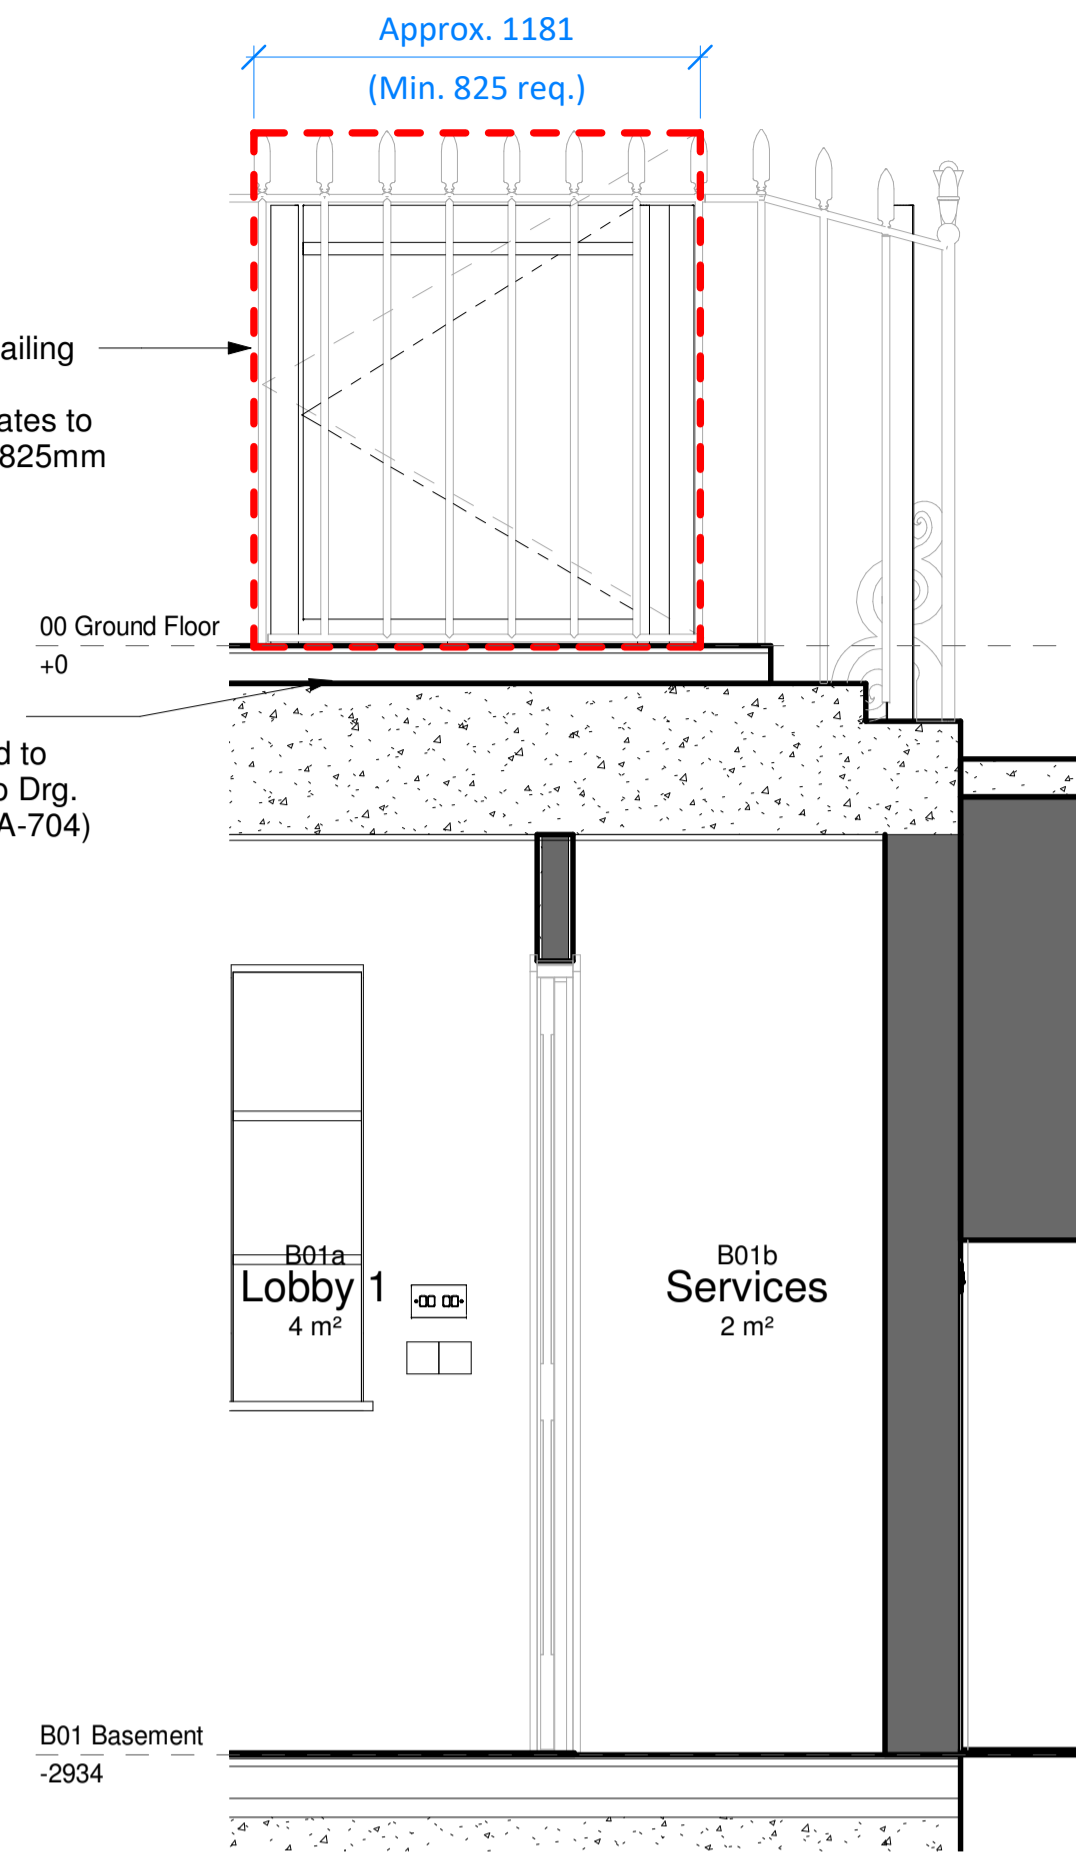 Approx. 1181
(Min. 825 req.)
ailing
ates to
825mm
00 Ground Floor
+0
d to
o Drg.
A-704)
B01a
Lobby 1
4 m²
B01b
Services
2 m²
B01 Basement
-2934